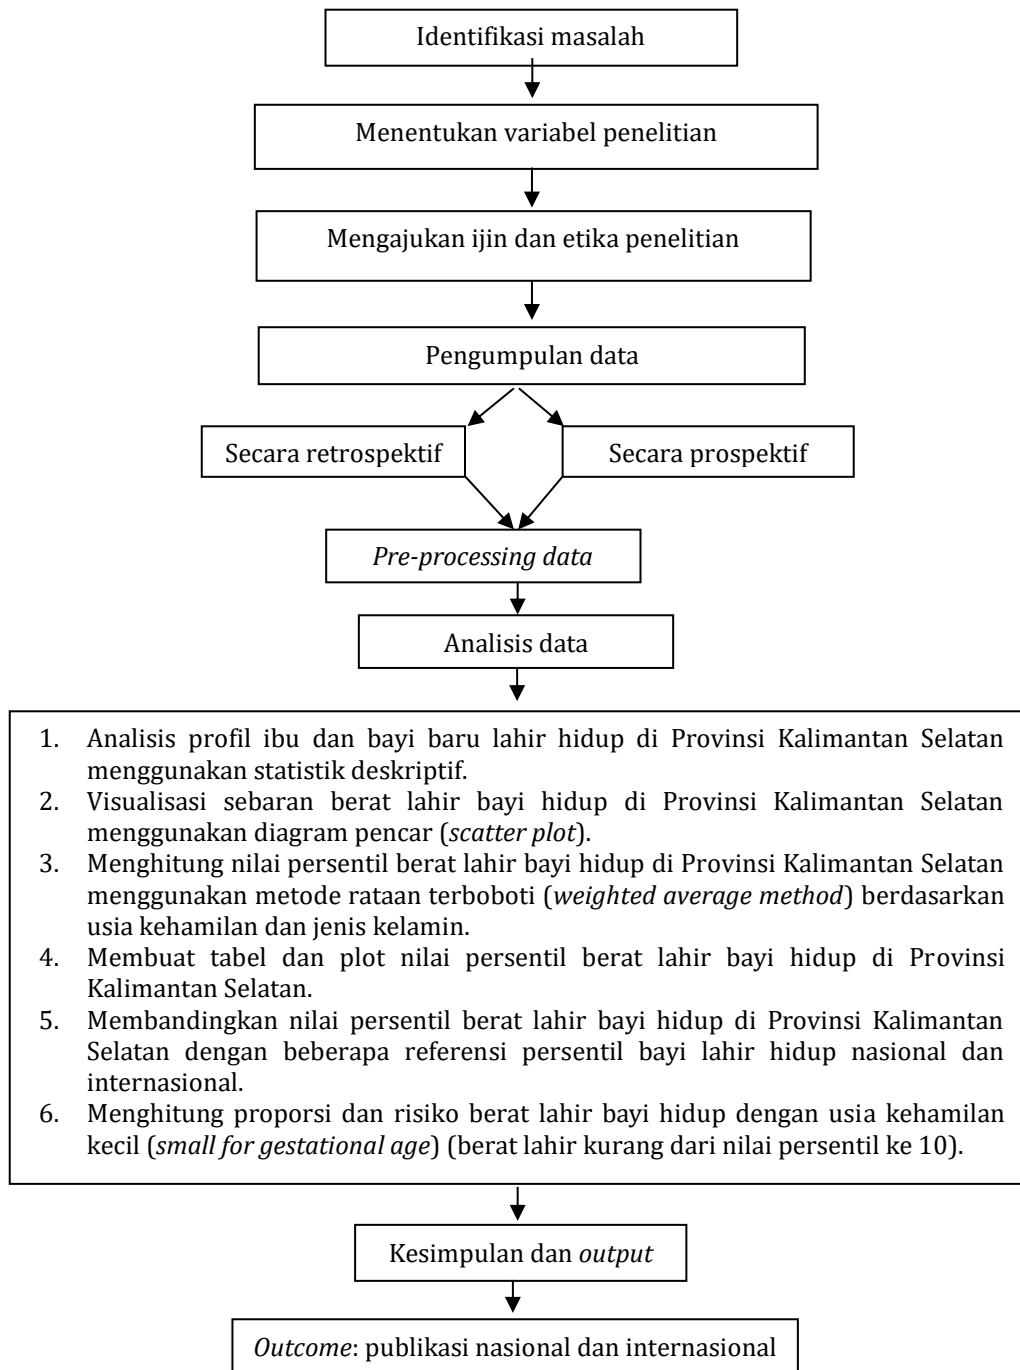 Identifikasi masalah
Menentukan variabel penelitian
Mengajukan ijin dan etika penelitian
Pengumpulan data
Secara retrospektif
Secara prospektif
Pre-processing data
Analisis data
1. Analisis profil ibu dan bayi baru lahir hidup di Provinsi Kalimantan Selatan
menggunakan statistik deskriptif.
2. Visualisasi sebaran berat lahir bayi hidup di Provinsi Kalimantan Selatan
menggunakan diagram pencar (scatter plot).
3. Menghitung nilai persentil berat lahir bayi hidup di Provinsi Kalimantan Selatan
menggunakan metode rataan terboboti (weighted average method) berdasarkan
usia kehamilan dan jenis kelamin.
4. Membuat tabel dan plot nilai persentil berat lahir bayi hidup di Provinsi
Kalimantan Selatan.
5. Membandingkan nilai persentil berat lahir bayi hidup di Provinsi Kalimantan
Selatan dengan beberapa referensi persentil bayi lahir hidup nasional dan
internasional.
6. Menghitung proporsi dan risiko berat lahir bayi hidup dengan usia kehamilan
kecil (small for gestational age) (berat lahir kurang dari nilai persentil ke 10).
Kesimpulan dan output
Outcome: publikasi nasional dan internasional